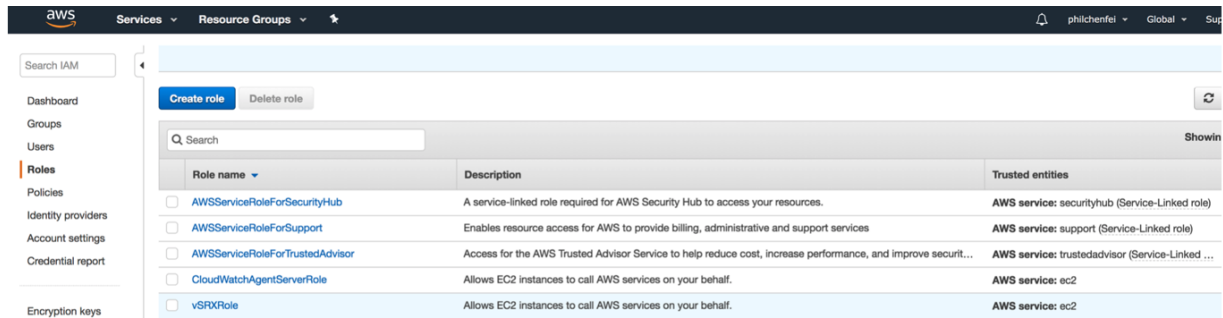 aws Services Resource Groups philchenfei Global Sup
Search IAM
Dashboard
Groups
Users
Roles
Policies
Identity providers
Account settings
Credential report
Encryption keys
Create role Delete role
Search
Showin
Role name Description Trusted entities
AWSServiceRoleForSecurityHub A service-linked role required for AWS Security Hub to access your resources. AWS service: securityhub (Service-Linked role)
AWSServiceRoleForSupport Enables resource access for AWS to provide billing, administrative and support services AWS service: support (Service-Linked role)
AWSServiceRoleForTrustedAdvisor Access for the AWS Trusted Advisor Service to help reduce cost, increase performance, and improve securit... AWS service: trustedadvisor (Service-Linked ...
CloudWatchAgentServerRole Allows EC2 instances to call AWS services on your behalf. AWS service: ec2
vSRXRole Allows EC2 instances to call AWS services on your behalf. AWS service: ec2